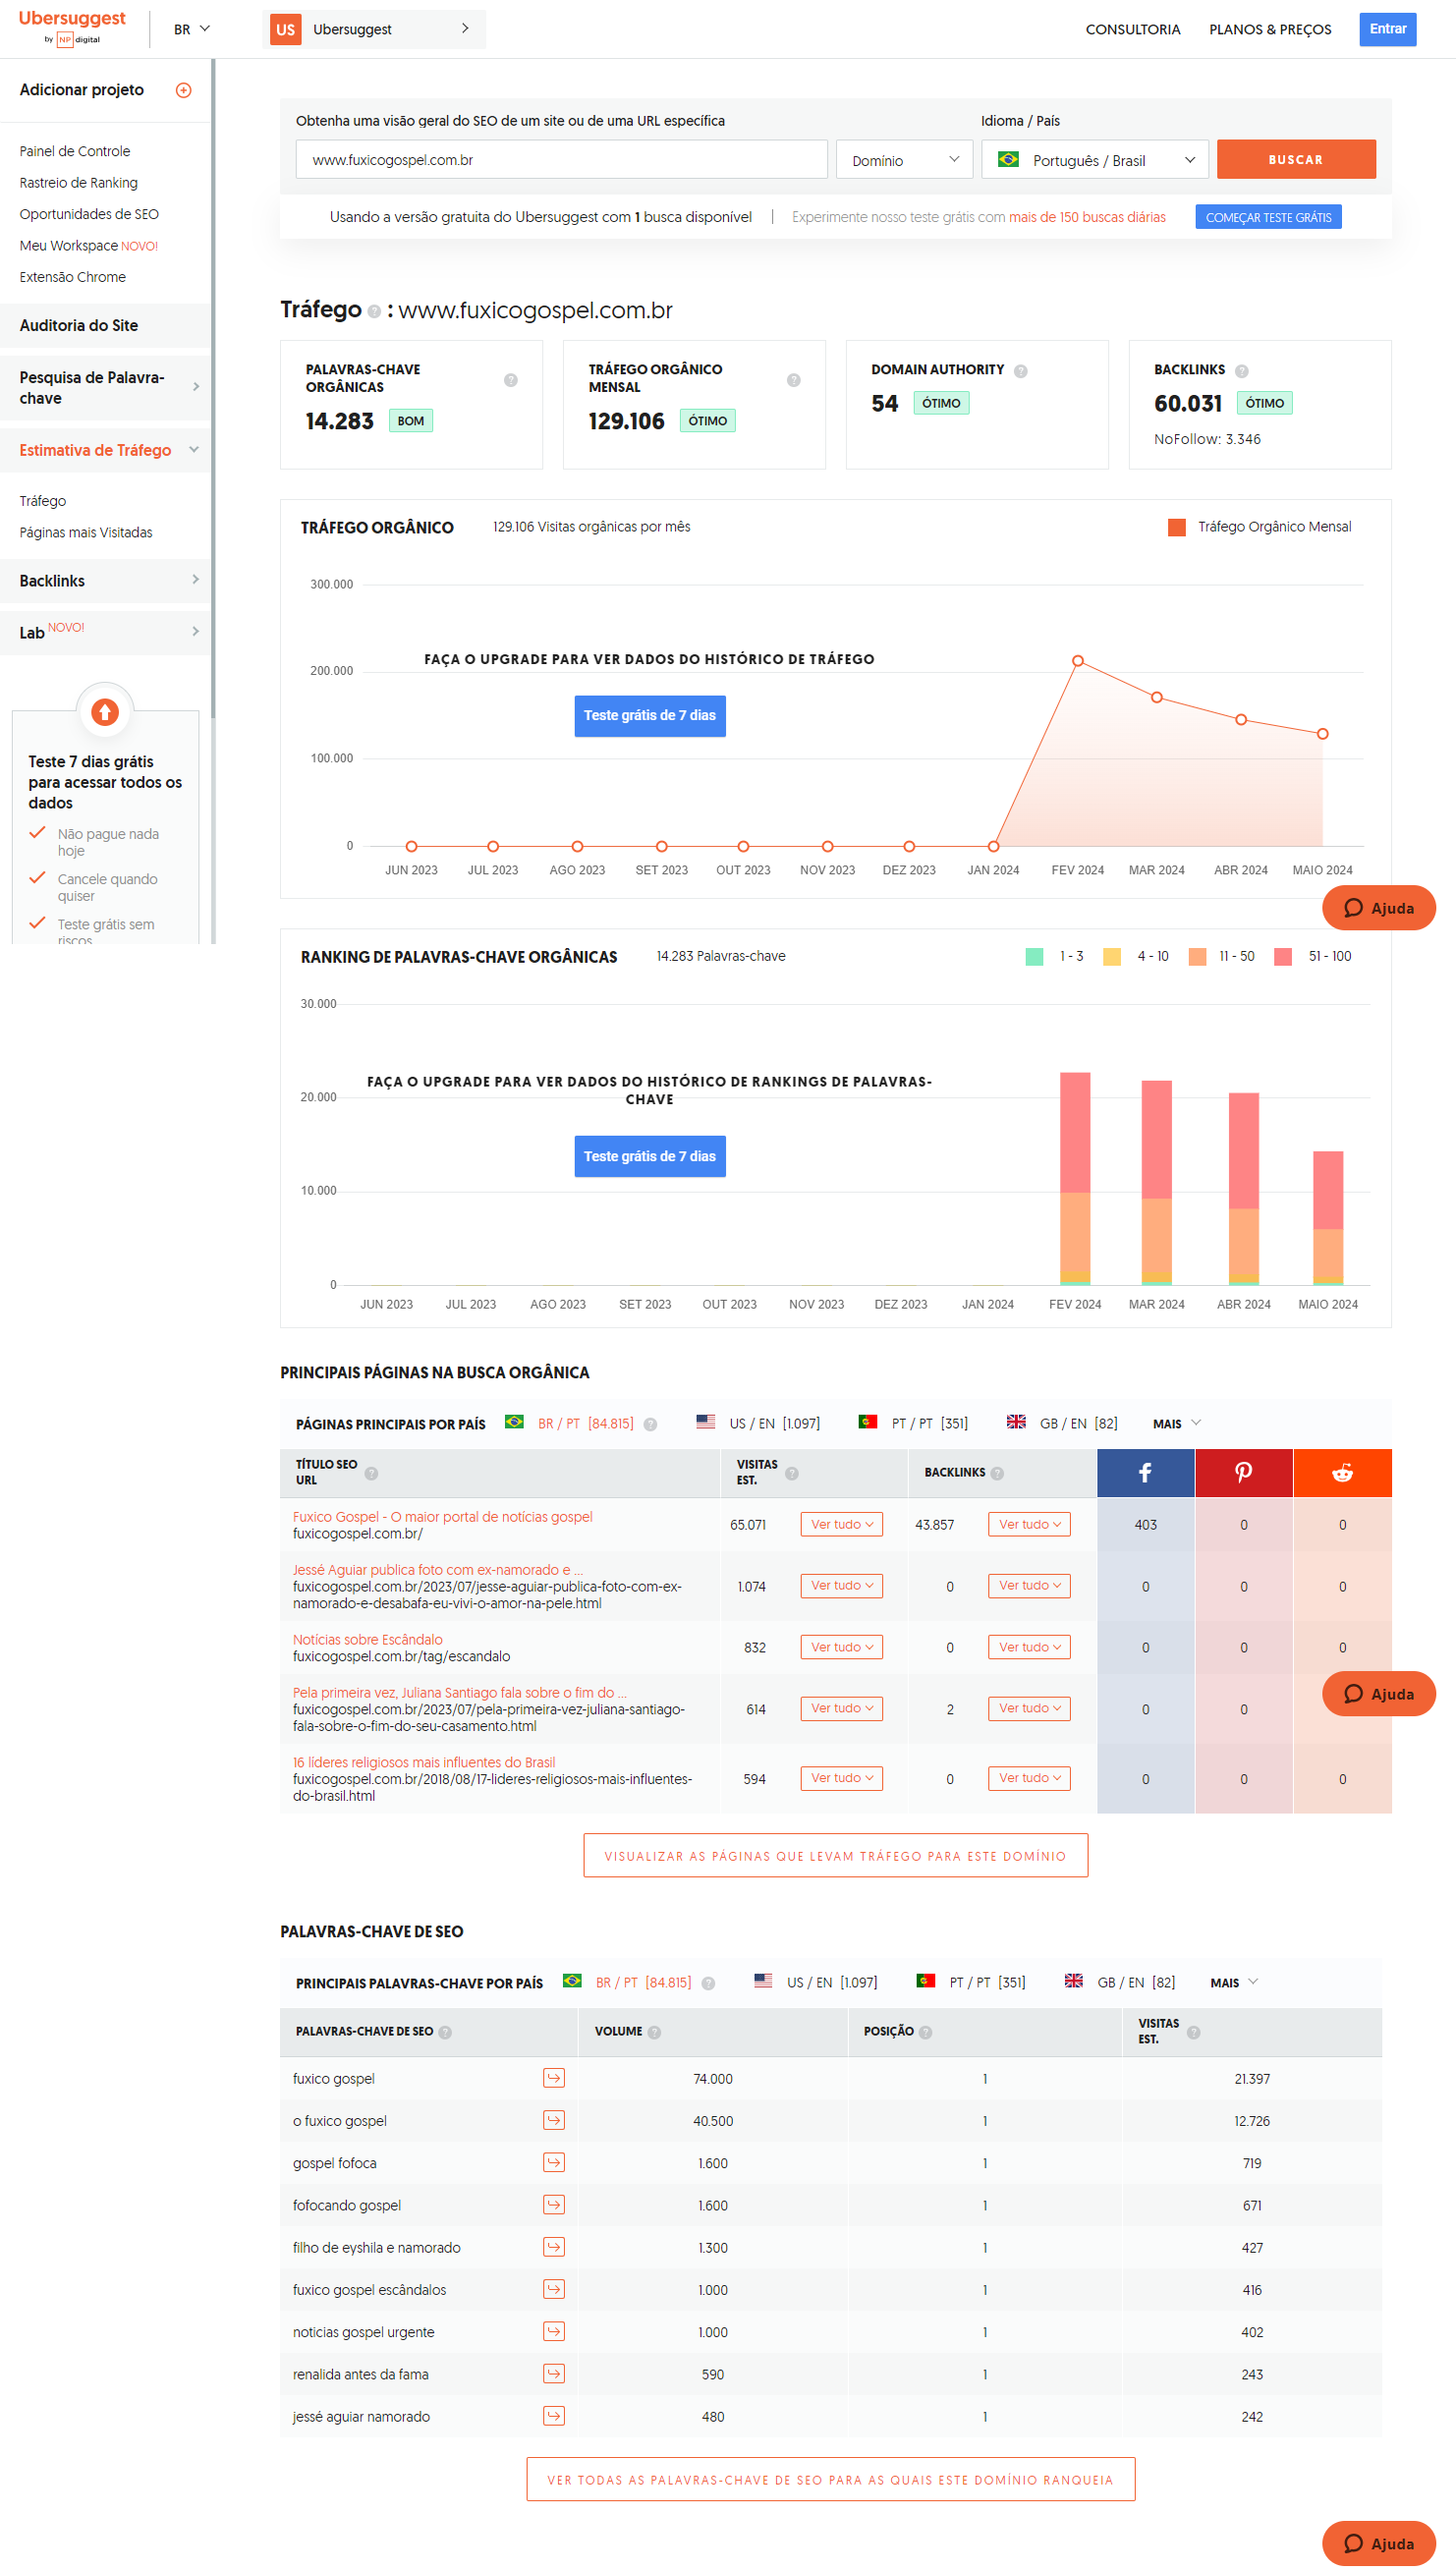 Ubersuggest
by NP digital
BR
US Ubersuggest
CONSULTORIA
PLANOS & PREÇOS
Entrar
Adicionar projeto
Painel de Controle
Rastreio de Ranking
Oportunidades de SEO
Meu Workspace NOVO!
Extensão Chrome
Auditoria do Site
Pesquisa de Palavra-
chave
Estimativa de Tráfego
Tráfego
Páginas mais Visitadas
Backlinks
Lab NOVO!
Teste 7 dias grátis
para acessar todos os
dados
Não pague nada
hoje
Cancele quando
quiser
Teste grátis sem
riscos
Obtenha uma visão geral do SEO de um site ou de uma URL específica
Idioma / País
www.fuxicogospel.com.br
Domínio
Português / Brasil
BUSCAR
Usando a versão gratuita do Ubersuggest com 1 busca disponível
Experimente nosso teste grátis com mais de 150 buscas diárias
COMEÇAR TESTE GRÁTIS
Tráfego ? : www.fuxicogospel.com.br
PALAVRAS-CHAVE
ORGÂNICAS ?
14.283 BOM
TRÁFEGO ORGÂNICO
MENSAL ?
129.106 ÓTIMO
DOMAIN AUTHORITY ?
54 ÓTIMO
BACKLINKS ?
60.031 ÓTIMO
NoFollow: 3.346
TRÁFEGO ORGÂNICO
129.106 Visitas orgânicas por mês
Tráfego Orgânico Mensal
300.000
200.000
100.000
0
FAÇA O UPGRADE PARA VER DADOS DO HISTÓRICO DE TRÁFEGO
Teste grátis de 7 dias
JUN 2023 JUL 2023 AGO 2023 SET 2023 OUT 2023 NOV 2023 DEZ 2023 JAN 2024 FEV 2024 MAR 2024 ABR 2024 MAIO 2024
Ajuda
RANKING DE PALAVRAS-CHAVE ORGÂNICAS
14.283 Palavras-chave
1 - 3 4 - 10 11 - 50 51 - 100
30.000
20.000
10.000
0
FAÇA O UPGRADE PARA VER DADOS DO HISTÓRICO DE RANKINGS DE PALAVRAS-
CHAVE
Teste grátis de 7 dias
JUN 2023 JUL 2023 AGO 2023 SET 2023 OUT 2023 NOV 2023 DEZ 2023 JAN 2024 FEV 2024 MAR 2024 ABR 2024 MAIO 2024
PRINCIPAIS PÁGINAS NA BUSCA ORGÂNICA
PÁGINAS PRINCIPAIS POR PAÍS BR / PT [84.815] ? US / EN [1.097] PT / PT [351] GB / EN [82] MAIS
TÍTULO SEO
URL ?
VISITAS
EST. ?
BACKLINKS ?
Fuxico Gospel - O maior portal de notícias gospel
fuxicogospel.com.br/
65.071 Ver tudo 43.857 Ver tudo 403 0 0
Jessé Aguiar publica foto com ex-namorado e ...
fuxicogospel.com.br/2023/07/jesse-aguiar-publica-foto-com-ex-
namorado-e-desabafa-eu-vivi-o-amor-na-pele.html
1.074 Ver tudo 0 Ver tudo 0 0 0
Notícias sobre Escândalo
fuxicogospel.com.br/tag/escandalo
832 Ver tudo 0 Ver tudo 0 0 0
Pela primeira vez, Juliana Santiago fala sobre o fim do ...
fuxicogospel.com.br/2023/07/pela-primeira-vez-juliana-santiago-
fala-sobre-o-fim-do-seu-casamento.html
614 Ver tudo 2 Ver tudo 0 0
Ajuda
16 líderes religiosos mais influentes do Brasil
fuxicogospel.com.br/2018/08/17-lideres-religiosos-mais-influentes-
do-brasil.html
594 Ver tudo 0 Ver tudo 0 0 0
VISUALIZAR AS PÁGINAS QUE LEVAM TRÁFEGO PARA ESTE DOMÍNIO
PALAVRAS-CHAVE DE SEO
PRINCIPAIS PALAVRAS-CHAVE POR PAÍS BR / PT [84.815] ? US / EN [1.097] PT / PT [351] GB / EN [82] MAIS
PALAVRAS-CHAVE DE SEO ? VOLUME ? POSIÇÃO ?
VISITAS
EST. ?
fuxico gospel 74.000 1 21.397
o fuxico gospel 40.500 1 12.726
gospel fofoca 1.600 1 719
fofocando gospel 1.600 1 671
filho de eyshila e namorado 1.300 1 427
fuxico gospel escândalos 1.000 1 416
noticias gospel urgente 1.000 1 402
renalida antes da fama 590 1 243
jessé aguiar namorado 480 1 242
VER TODAS AS PALAVRAS-CHAVE DE SEO PARA AS QUAIS ESTE DOMÍNIO RANQUEIA
Ajuda